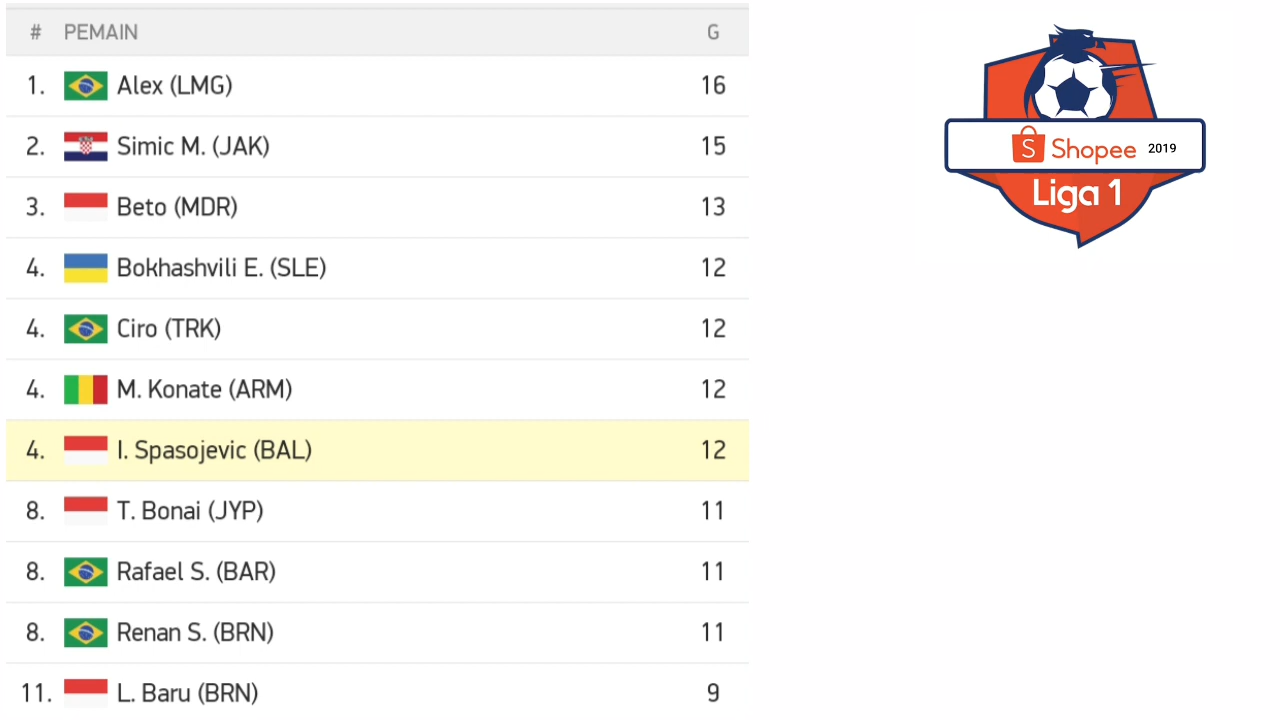 # PEMAIN G
1. Alex (LMG) 16
2. Simic M. (JAK) 15
3. Beto (MDR) 13
4. Bokhashvili E. (SLE) 12
4. Ciro (TRK) 12
4. M. Konate (ARM) 12
4. I. Spasojevic (BAL) 12
8. T. Bonai (JYP) 11
8. Rafael S. (BAR) 11
8. Renan S. (BRN) 11
11. L. Baru (BRN) 9
S Shopee 2019
Liga 1